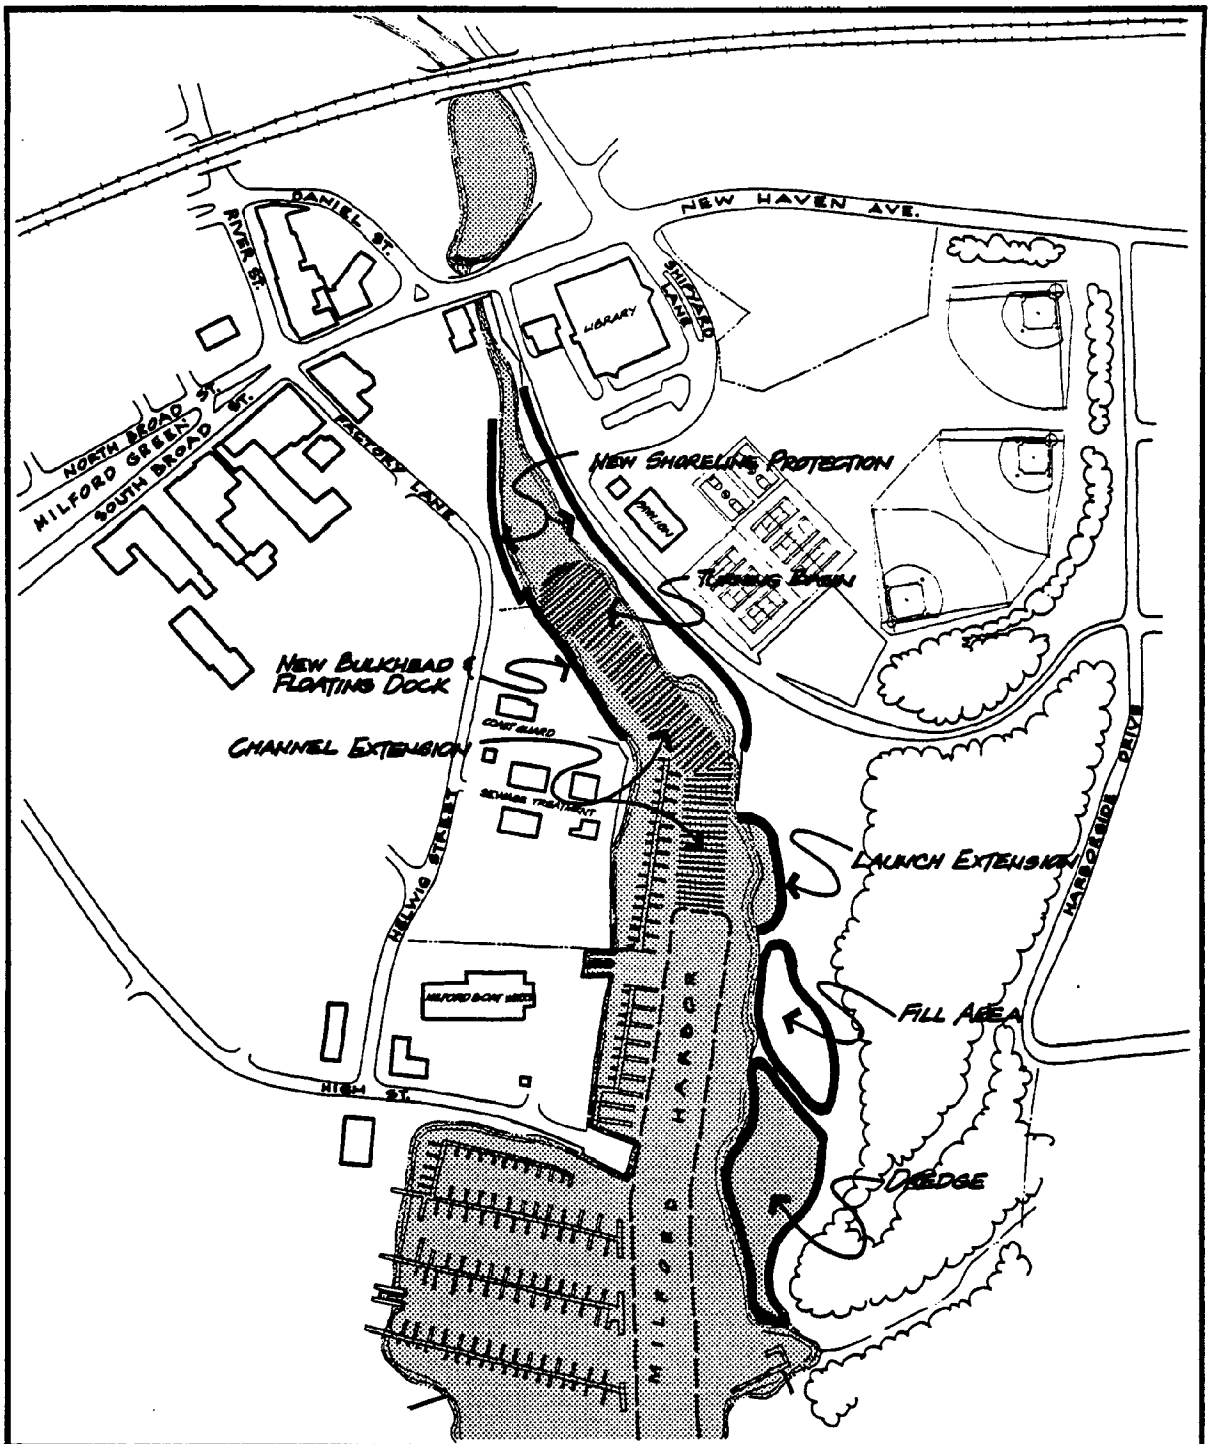 DANIEL ST.
RIVER ST.
NEW HAVEN AVE.
SHIPYARD
LANE
LIBRARY
NORTH BROAD ST.
MILFORD GREEN
SOUTH BROAD ST.
FACTORY LANE
NEW SHORELINE PROTECTION
PAVILION
TURNING BASIN
NEW BULKHEAD &
FLOATING DOCK
COAST GUARD
CHANNEL EXTENSION
SEWAGE TREATMENT
HELWIG STREET
HARBORSIDE DRIVE
LAUNCH EXTENSION
MILFORD BOAT WORKS
FILL AREA
HIGH ST.
DREDGE
MILFORD HARBOR